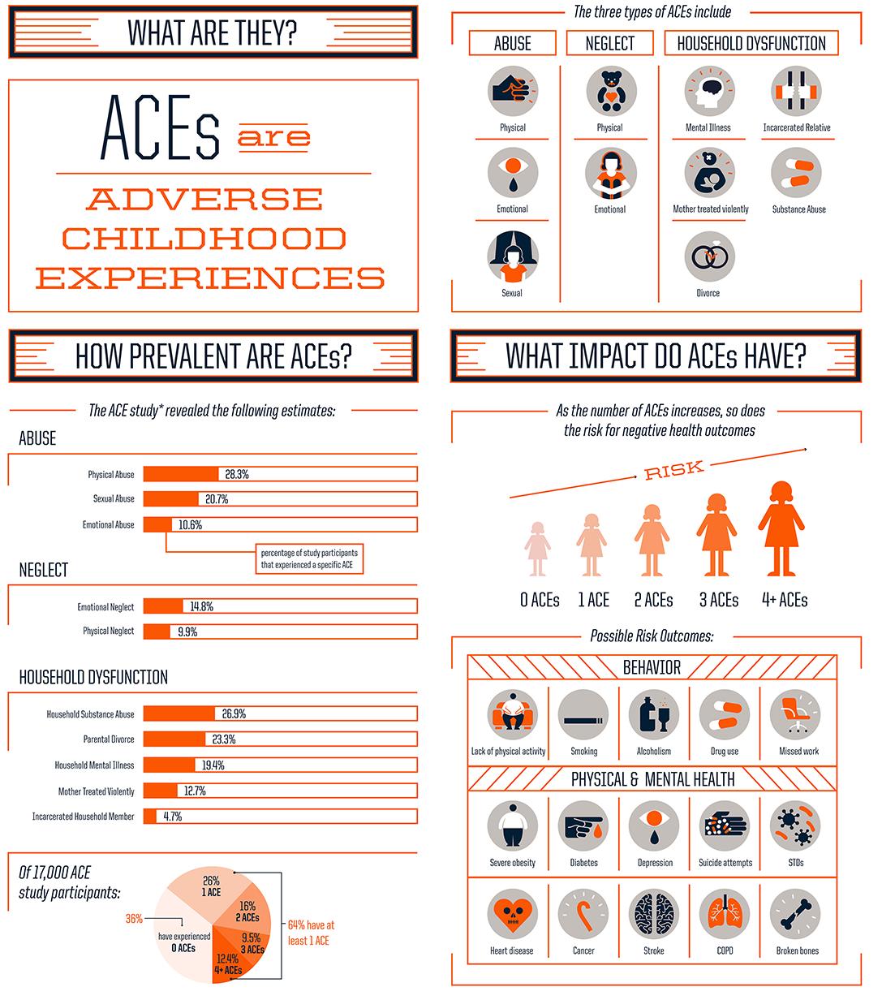 WHAT ARE THEY?
ACEs are
ADVERSE
CHILDHOOD
EXPERIENCES
The three types of ACEs include
ABUSE
NEGLECT
HOUSEHOLD DYSFUNCTION
Physical
Physical
Mental Illness
Incarcerated Relative
Emotional
Emotional
Mother treated violently
Substance Abuse
Sexual
Divorce
HOW PREVALENT ARE ACEs?
The ACE study* revealed the following estimates:
ABUSE
Physical Abuse 28.3%
Sexual Abuse 20.7%
Emotional Abuse 10.6%
percentage of study participants
that experienced a specific ACE
NEGLECT
Emotional Neglect 14.8%
Physical Neglect 9.9%
HOUSEHOLD DYSFUNCTION
Household Substance Abuse 26.9%
Parental Divorce 23.3%
Household Mental Illness 19.4%
Mother Treated Violently 12.7%
Incarcerated Household Member 4.7%
Of 17,000 ACE
study participants:
36%
have experienced
0 ACEs
26%
1 ACE
16%
2 ACEs
9.5%
3 ACEs
12.4%
4+ ACEs
64% have at
least 1 ACE
WHAT IMPACT DO ACEs HAVE?
As the number of ACEs increases, so does
the risk for negative health outcomes
RISK
0 ACEs
1 ACE
2 ACEs
3 ACEs
4+ ACEs
Possible Risk Outcomes:
BEHAVIOR
Lack of physical activity
Smoking
Alcoholism
Drug use
Missed work
PHYSICAL & MENTAL HEALTH
Severe obesity
Diabetes
Depression
Suicide attempts
STDs
Heart disease
Cancer
Stroke
COPD
Broken bones